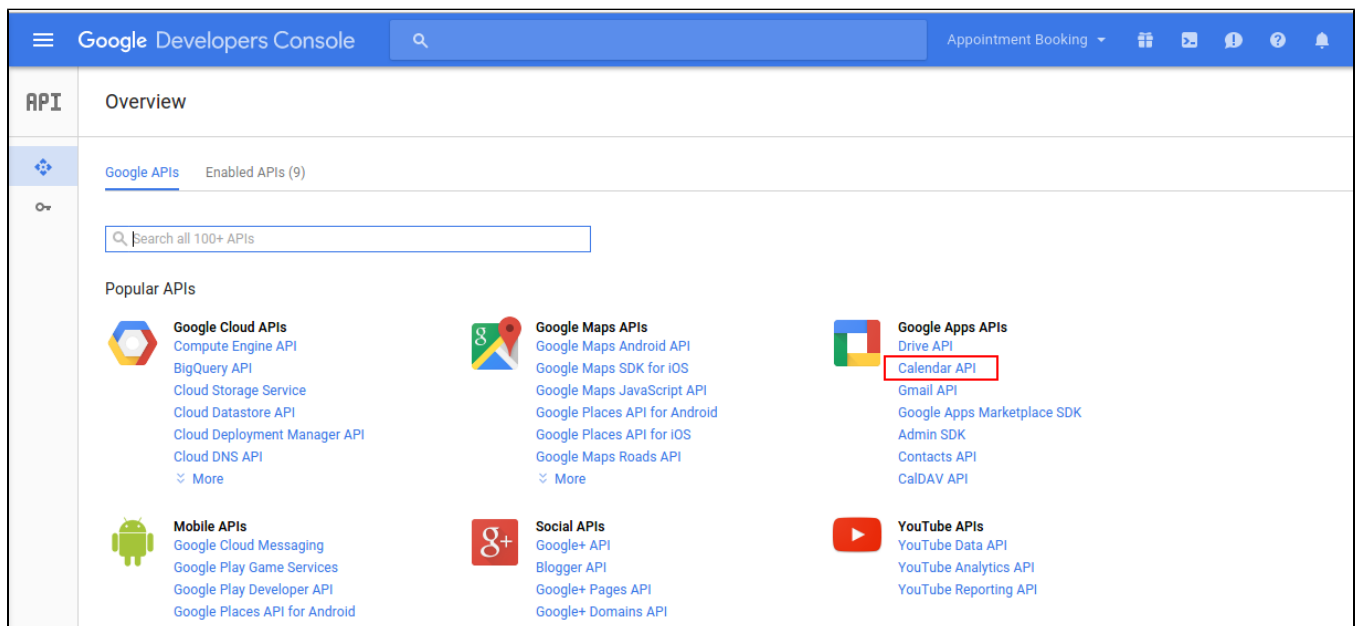 Google Developers Console
Appointment Booking
API
Overview
Google APIs
Enabled APIs (9)
Search all 100+ APIs
Popular APIs
Google Cloud APIs
Compute Engine API
BigQuery API
Cloud Storage Service
Cloud Datastore API
Cloud Deployment Manager API
Cloud DNS API
More
Google Maps APIs
Google Maps Android API
Google Maps SDK for iOS
Google Maps JavaScript API
Google Places API for Android
Google Places API for iOS
Google Maps Roads API
More
Google Apps APIs
Drive API
Calendar API
Gmail API
Google Apps Marketplace SDK
Admin SDK
Contacts API
CalDAV API
Mobile APIs
Google Cloud Messaging
Google Play Game Services
Google Play Developer API
Google Places API for Android
Social APIs
Google+ API
Blogger API
Google+ Pages API
Google+ Domains API
YouTube APIs
YouTube Data API
YouTube Analytics API
YouTube Reporting API